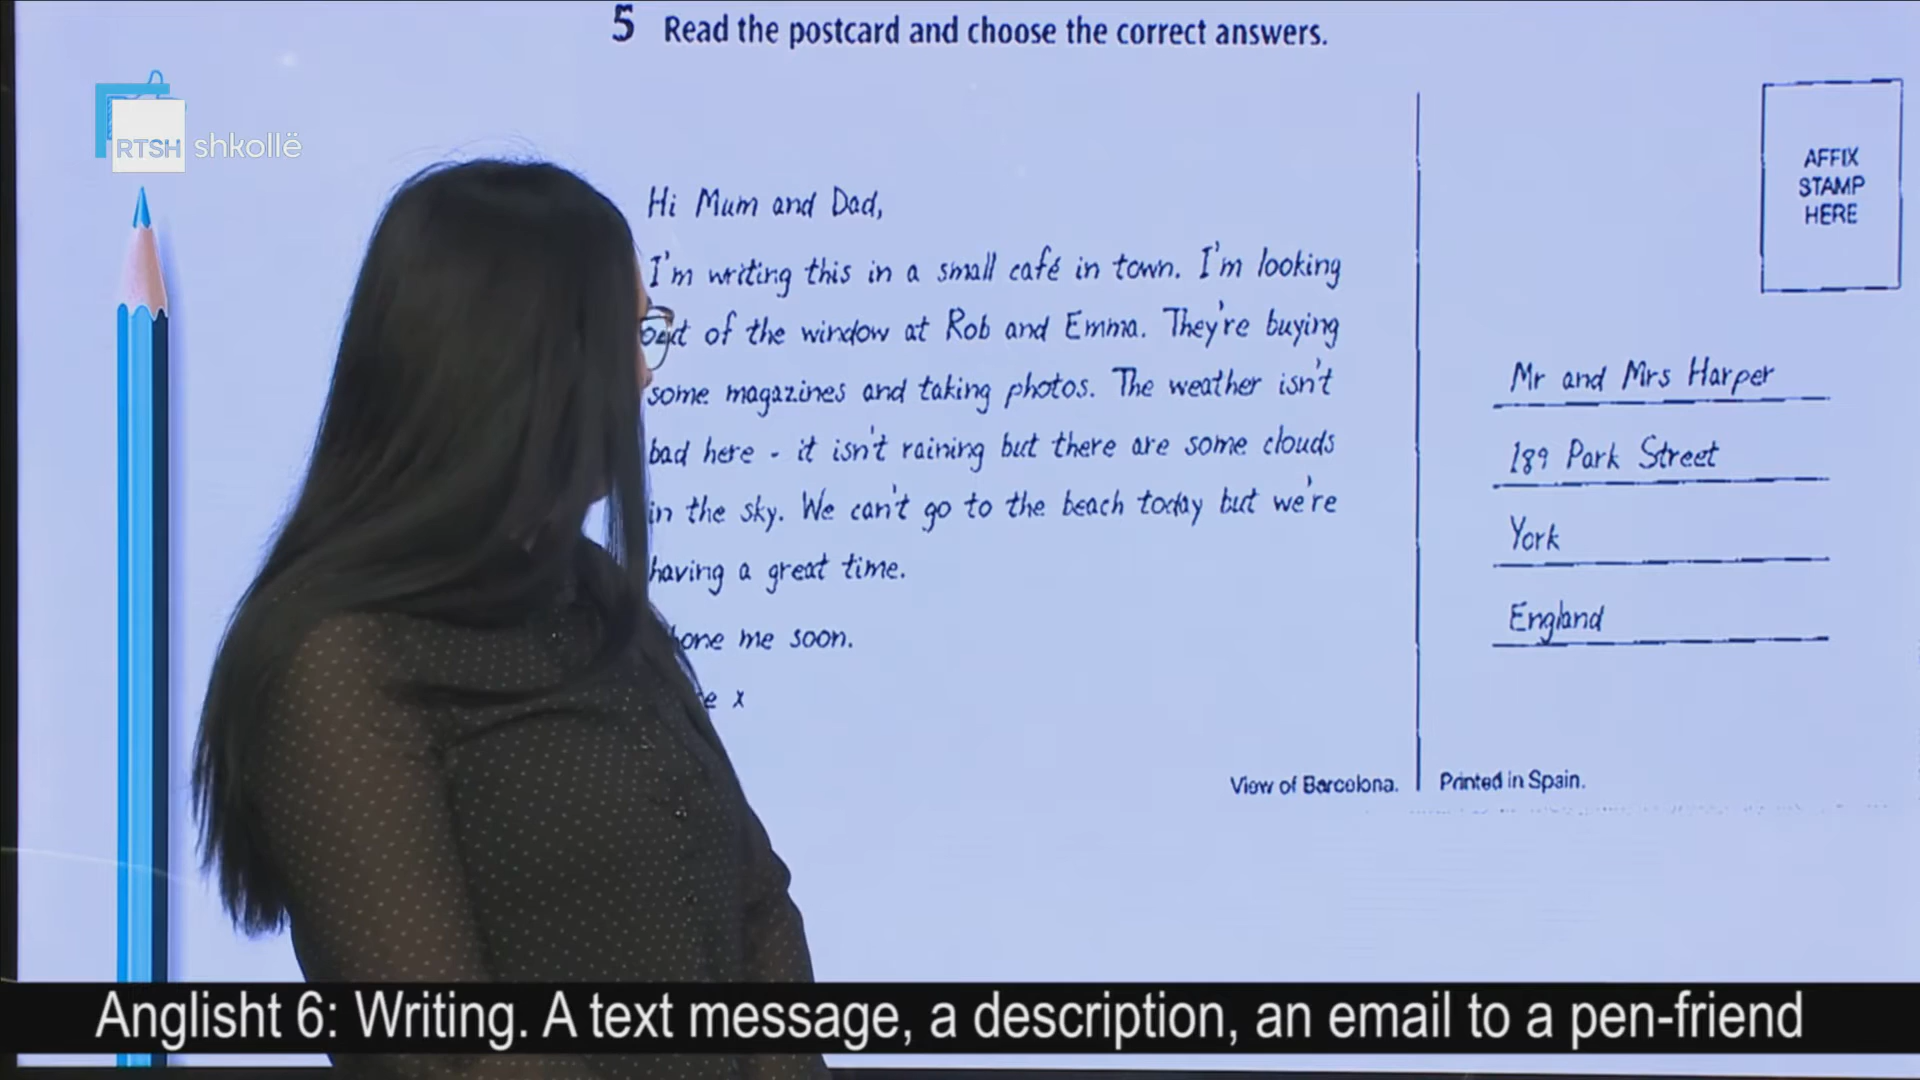 5 Read the postcard and choose the correct answers.
RTSH shkollë
AFFIX
STAMP
HERE
Hi Mum and Dad,
I'm writing this in a small café in town. I'm looking
out of the window at Rob and Emma. They're buying
some magazines and taking photos. The weather isn't
bad here - it isn't raining but there are some clouds
in the sky. We can't go to the beach today but we're
having a great time.
me soon.
x
Mr and Mrs Harper
189 Park Street
York
England
View of Barcelona.
Printed in Spain.
Anglisht 6: Writing. A text message, a description, an email to a pen-friend